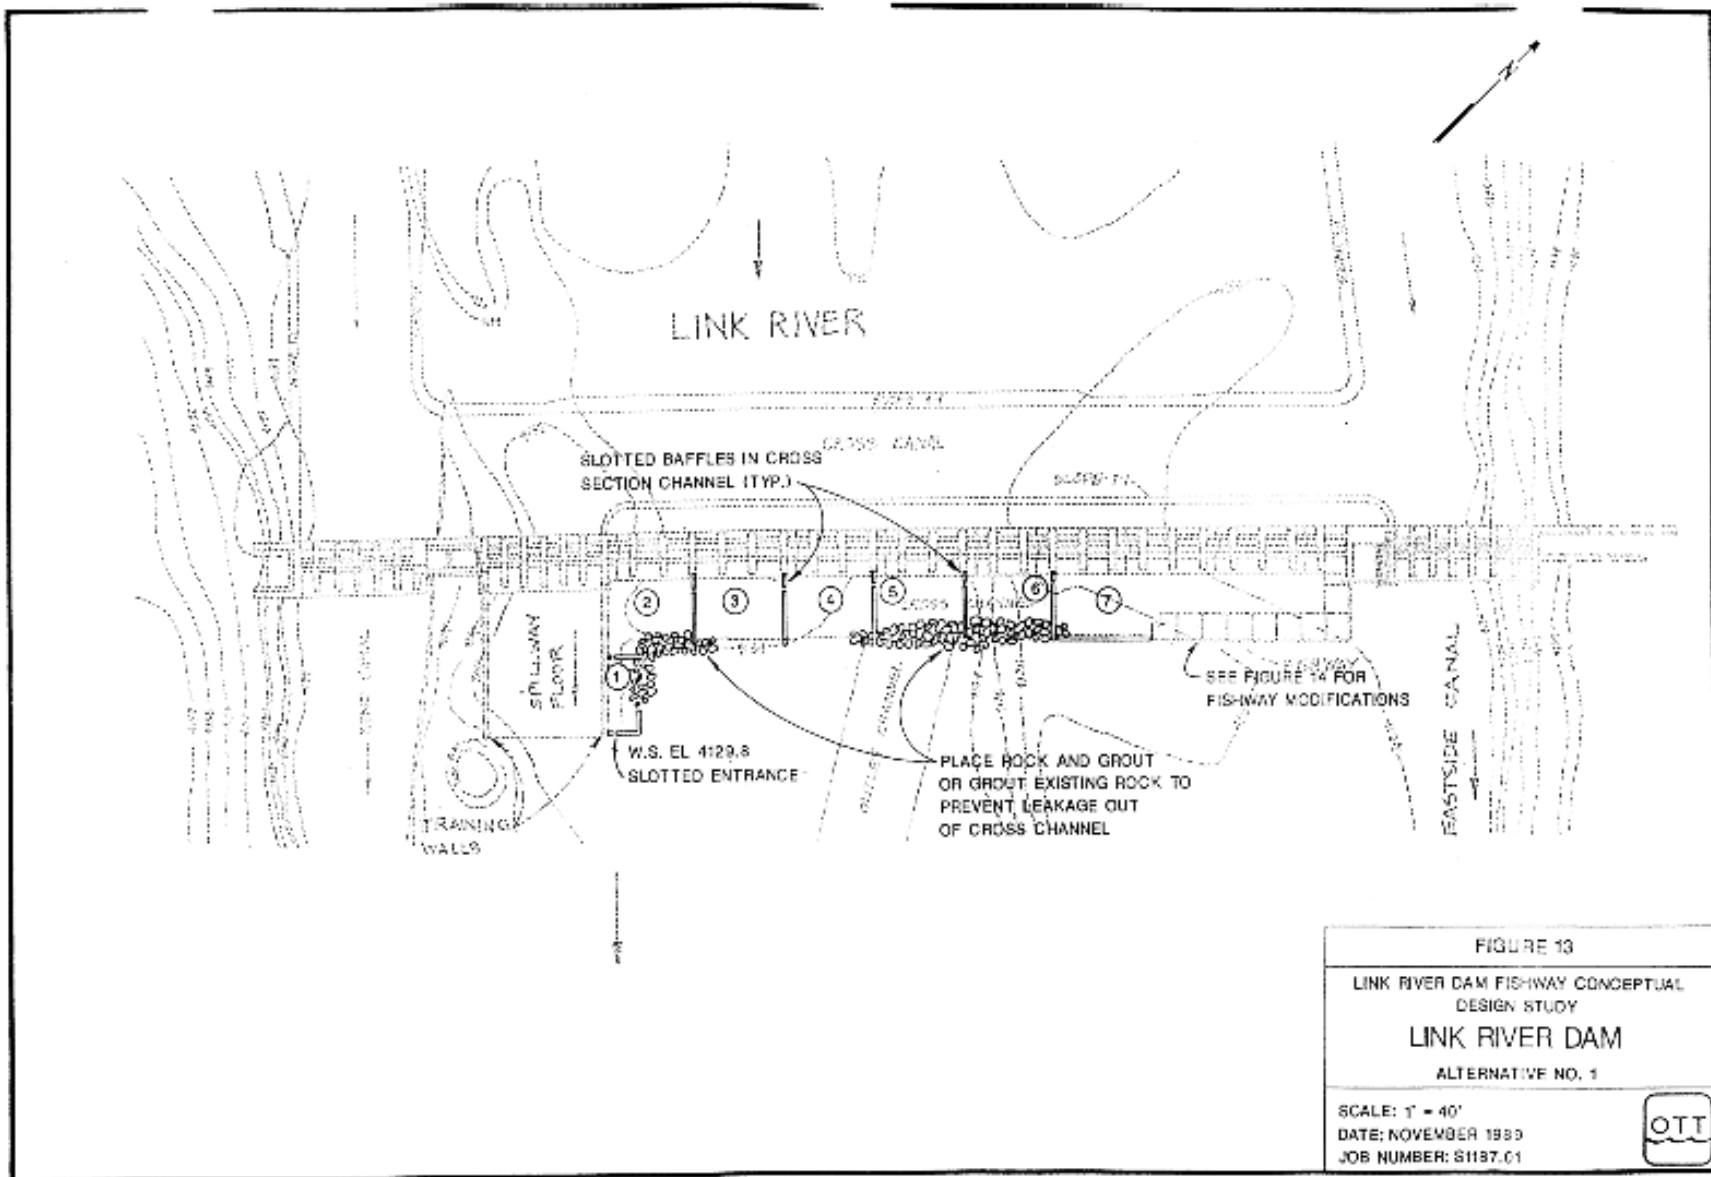 N
LINK RIVER
CROSS CANAL
SLOTTED BAFFLES IN CROSS
SECTION CHANNEL (TYP.)
2
3
4
5
6
7
CROSS CHANNEL
1
SPILLWAY
FLOOR
SEE FIGURE 14 FOR
FISHWAY MODIFICATIONS
FISHWAY
EASTSIDE CANAL
W.S. EL 4129.8
SLOTTED ENTRANCE
PLACE ROCK AND GROUT
OR GROUT EXISTING ROCK TO
PREVENT LEAKAGE OUT
OF CROSS CHANNEL
TRAINING
WALLS
FIGURE 13
LINK RIVER DAM FISHWAY CONCEPTUAL
DESIGN STUDY
LINK RIVER DAM
ALTERNATIVE NO. 1
SCALE: 1" = 40'
DATE: NOVEMBER 1989
JOB NUMBER: S1187.01
OTT